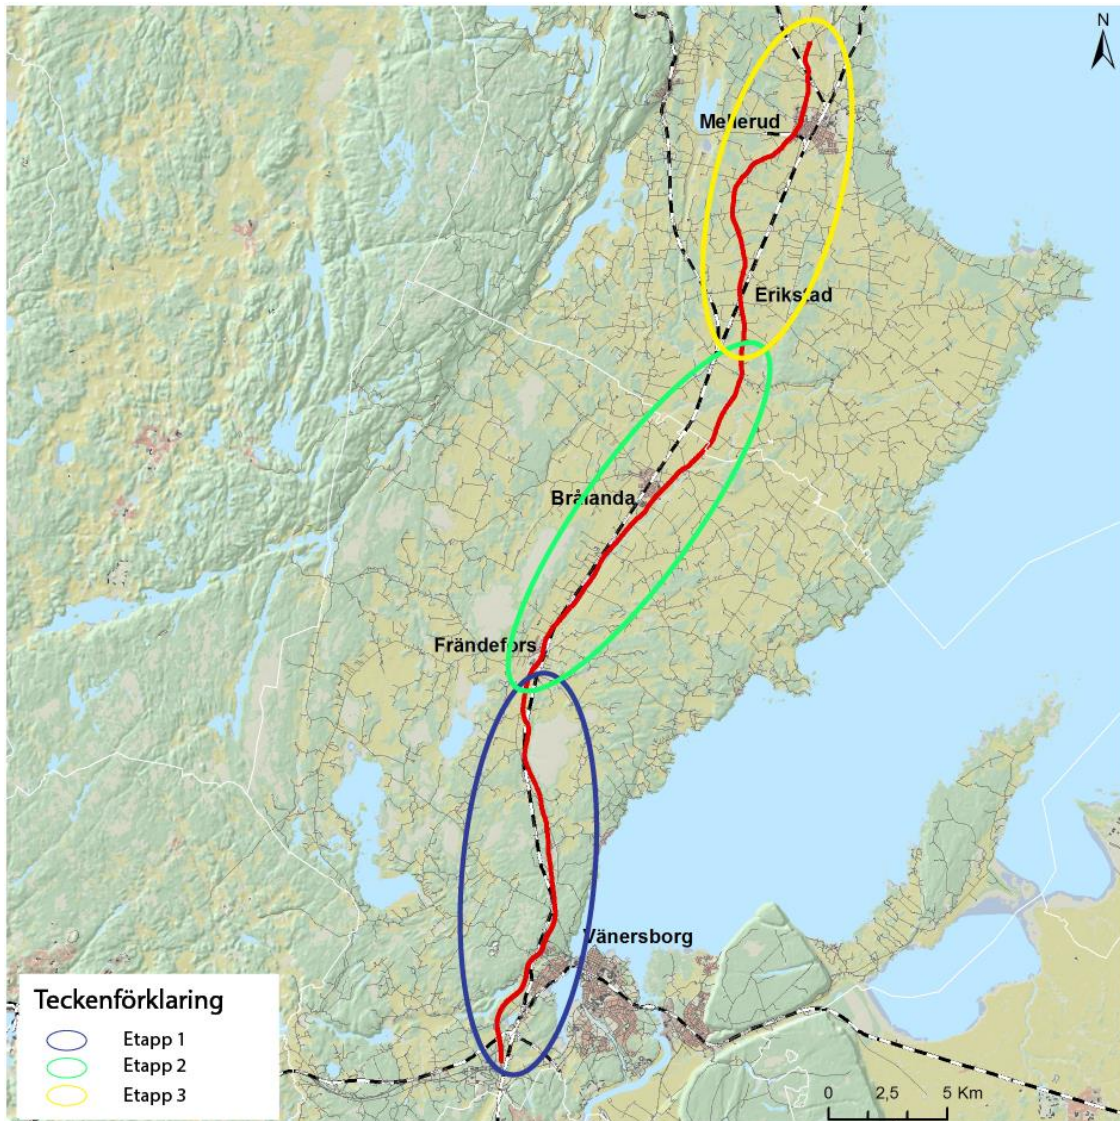 N
Mellerud
Erikstad
Brålanda
Frändefors
Vänersborg
Teckenförklaring
Etapp 1
Etapp 2
Etapp 3
0 2,5 5 Km